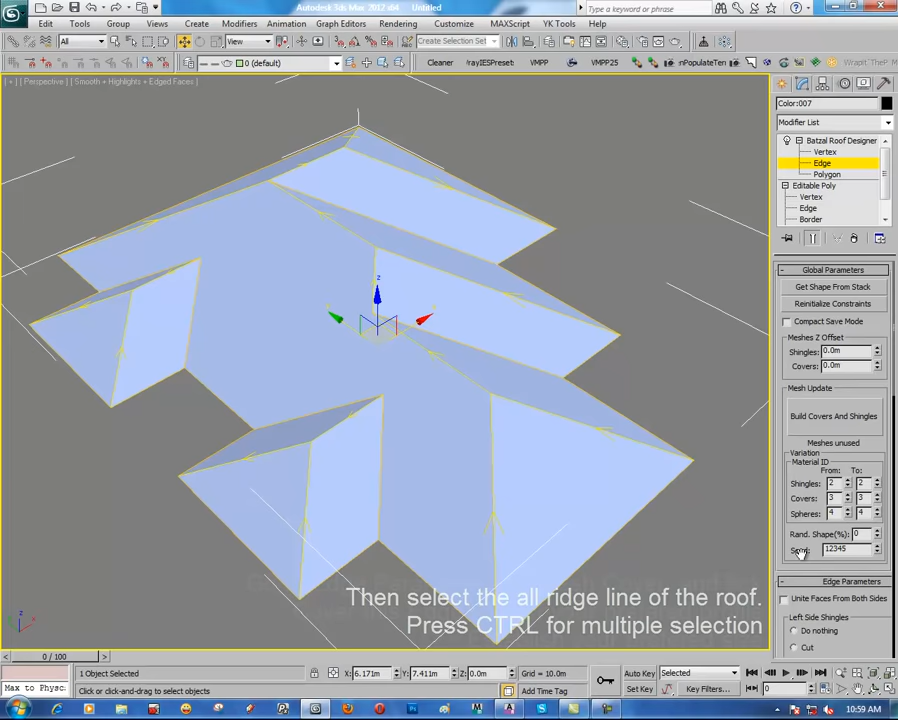 Autodesk 3ds Max 2012 x64 Untitled
Type a keyword or phrase
Edit Tools Group Views Create Modifiers Animation Graph Editors Rendering Customize MAXScript YK Tools Help
All View Create Selection Set
0 (default) Cleaner VMPP VMPP25
[ + ] [ Perspective ] [ Smooth + Highlights + Edged Faces ]
Color:007
Modifier List
Batzal Roof Designer
Vertex
Edge
Polygon
Editable Poly
Vertex
Edge
Border
Global Parameters
Get Shape From Stack
Reinitialize Constraints
Compact Save Mode
Meshes Z Offset
Shingles: 0.0m
Covers: 0.0m
Mesh Update
Build Covers And Shingles
Meshes unused
Variation
Material ID
From: To:
Shingles: 2 2
Covers: 3 3
Spheres: 4 4
Rand. Shape(%): 0
12345
Edge Parameters
Unite Faces From Both Sides
Left Side Shingles
Do nothing
Cut
z
Then select the all ridge line of the roof.
Press CTRL for multiple selection
0 / 100
1 Object Selected X: 6.171m Y: 7.411m Z: 0.0m Grid = 10.0m Auto Key Selected
Max to Physc Click or click-and-drag to select objects Add Time Tag Set Key Key Filters... 0
10:59 AM